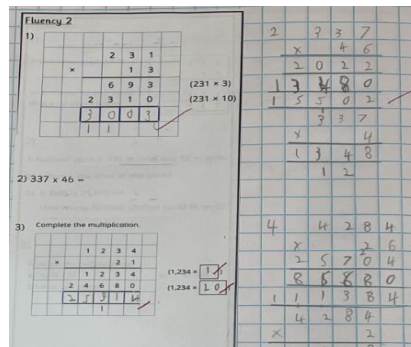 Fluency 2
1)
2 3 1
× 1 3
6 9 3 (231 × 3)
2 3 1 0 (231 × 10)
3 0 0 3
1 1
2) 337 x 46 =
3) Complete the multiplication.
1 2 3 4
× 2 1
1 2 3 4 (1,234 × 1)
2 4 6 8 0 (1,234 × 20)
2 5 9 1 4
1
2 3 3 7
x 4 6
2 0 2 2
1 3 4 8 0
1 5 5 0 2
3 3 7
x 4
1 3 4 8
1 2
4 4 2 8 4
x 2 6
2 5 7 0 4
8 5 6 8 0
1 1 1 3 8 4
4 2 8 4
x 2